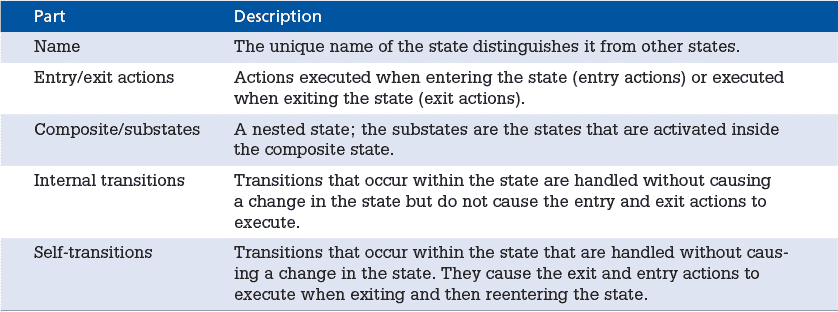 Part Description
Name The unique name of the state distinguishes it from other states.
Entry/exit actions Actions executed when entering the state (entry actions) or executed
when exiting the state (exit actions).
Composite/substates A nested state; the substates are the states that are activated inside
the composite state.
Internal transitions Transitions that occur within the state are handled without causing
a change in the state but do not cause the entry and exit actions to
execute.
Self-transitions Transitions that occur within the state that are handled without caus-
ing a change in the state. They cause the exit and entry actions to
execute when exiting and then reentering the state.